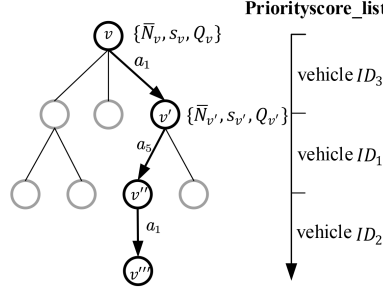 Priorityscore_list
v {N̅_v, s_v, Q_v}
a_1
vehicle ID_3
v′ {N̅_v′, s_v′, Q_v′}
a_5
vehicle ID_1
v′′
a_1
vehicle ID_2
v′′′